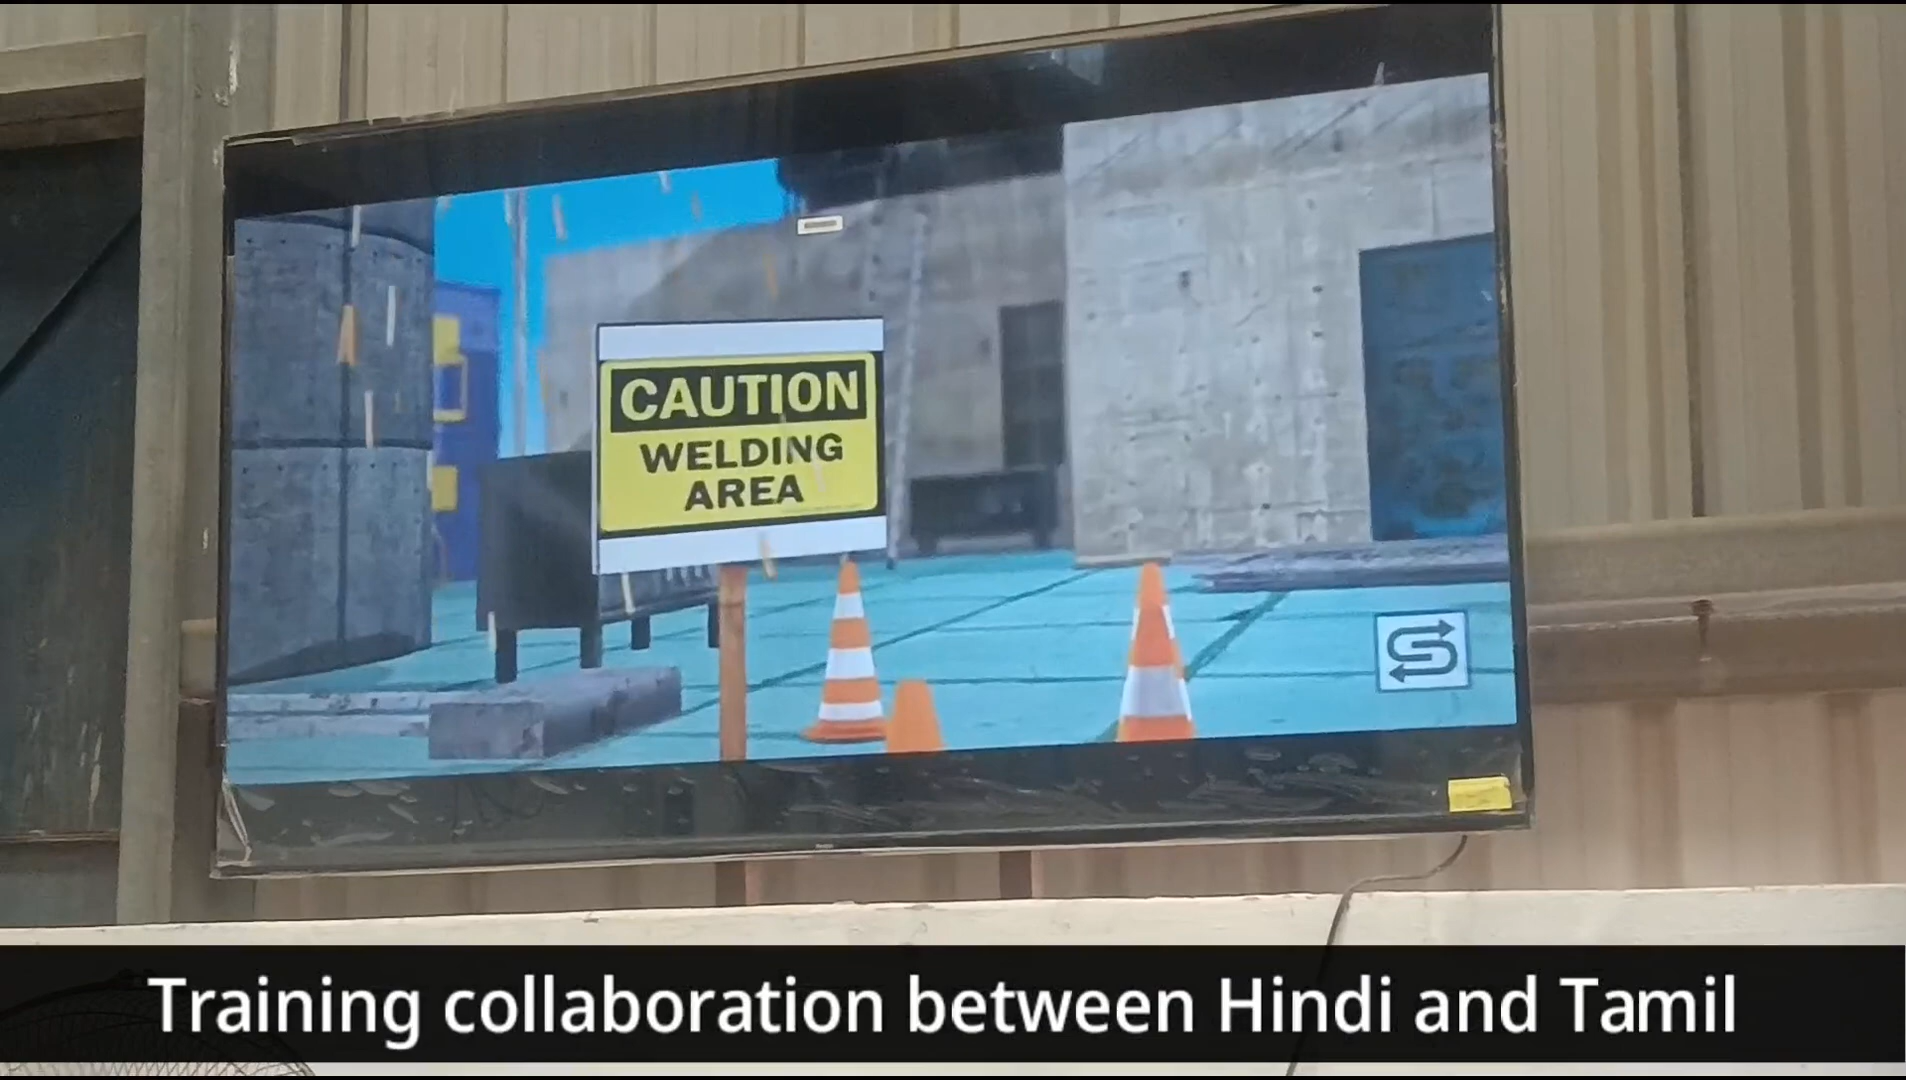 CAUTION
WELDING
AREA
Training collaboration between Hindi and Tamil